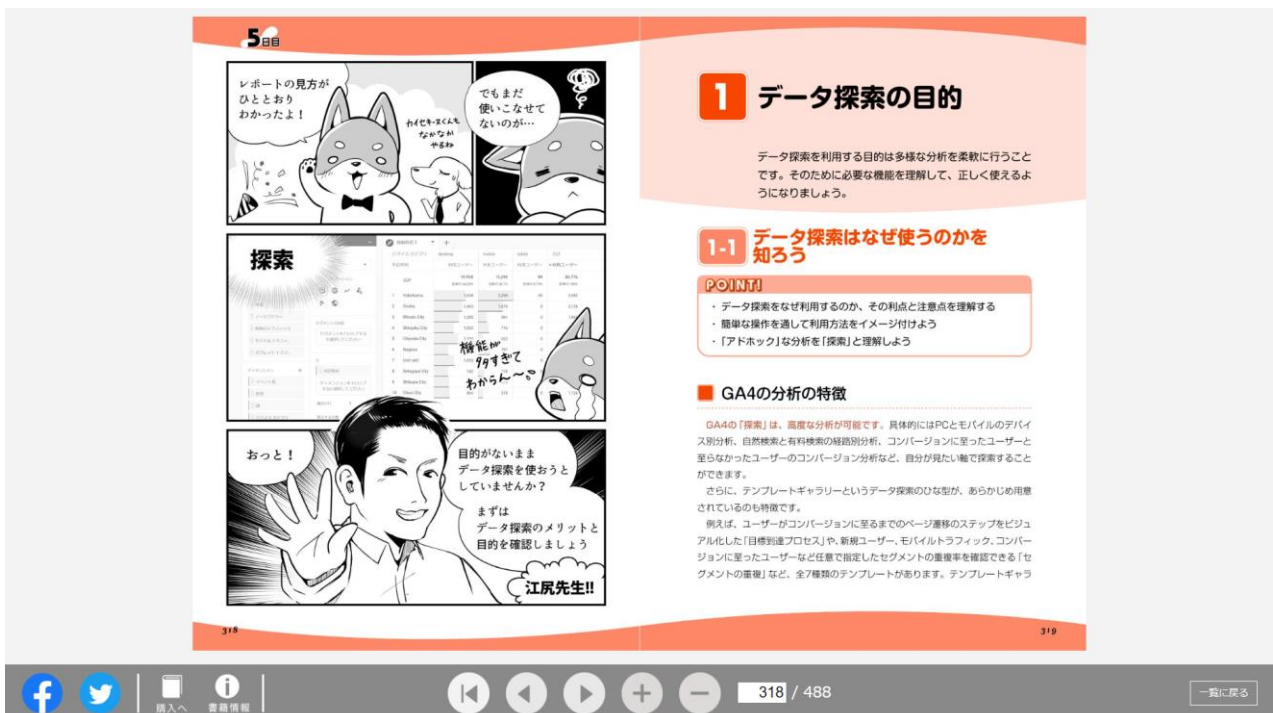 5日目
レポートの見方が
ひととおり
わかったよ！
カイセキ・ヌくんも
なかなか
やるね
でもまだ
使いこなせて
ないのが…
探索
機能が
多すぎて
わからん〜。
おっと！
目的がないまま
データ探索を使おうと
していませんか？
まずは
データ探索のメリットと
目的を確認しましょう
江尻先生!!
318
1 データ探索の目的
データ探索を利用する目的は多様な分析を柔軟に行うこと
です。そのために必要な機能を理解して、正しく使えるよ
うになりましょう。
1-1 データ探索はなぜ使うのかを
知ろう
POINT!
・データ探索をなぜ利用するのか、その利点と注意点を理解する
・簡単な操作を通して利用方法をイメージ付けよう
・「アドホック」な分析を「探索」と理解しよう
GA4の分析の特徴
GA4の「探索」は、高度な分析が可能です。具体的にはPCとモバイルのデバイ
ス別分析、自然検索と有料検索の経路別分析、コンバージョンに至ったユーザーと
至らなかったユーザーのコンバージョン分析など、自分が見たい軸で探索すること
ができます。
さらに、テンプレートギャラリーというデータ探索のひな型が、あらかじめ用意
されているのも特徴です。
例えば、ユーザーがコンバージョンに至るまでのページ遷移のステップをビジュ
アル化した「目標到達プロセス」や、新規ユーザー、モバイルトラフィック、コンバー
ジョンに至ったユーザーなど任意で指定したセグメントの重複率を確認できる「セ
グメントの重複」など、全7種類のテンプレートがあります。テンプレートギャラ
319
購入へ
書籍情報
318 / 488
一覧に戻る